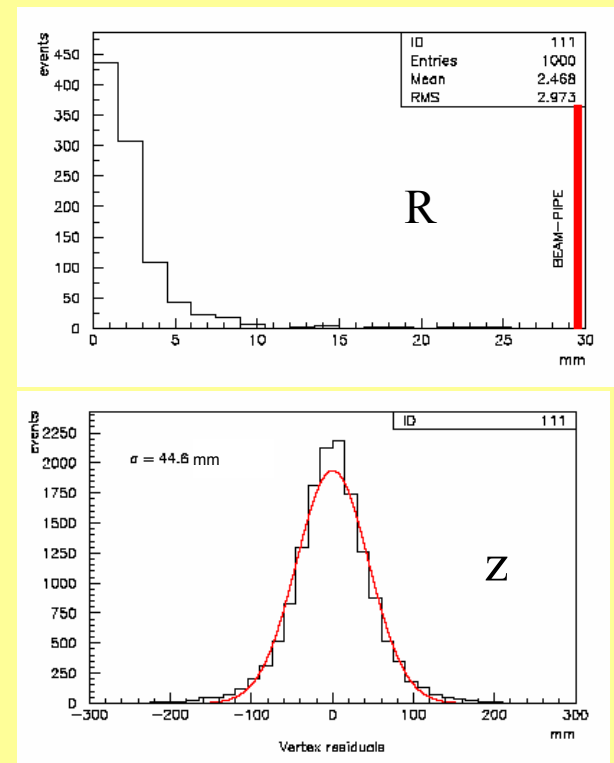 events
450
400
350
300
250
200
150
100
50
0
ID 111
Entries 1000
Mean 2.468
RMS 2.973
R
BEAM-PIPE
0 5 10 15 20 25 30
mm
events
2250
2000
1750
1500
1250
1000
750
500
250
0
ID 111
σ = 44.6 mm
z
-300 -200 -100 0 100 200 300
mm
Vertex residuals